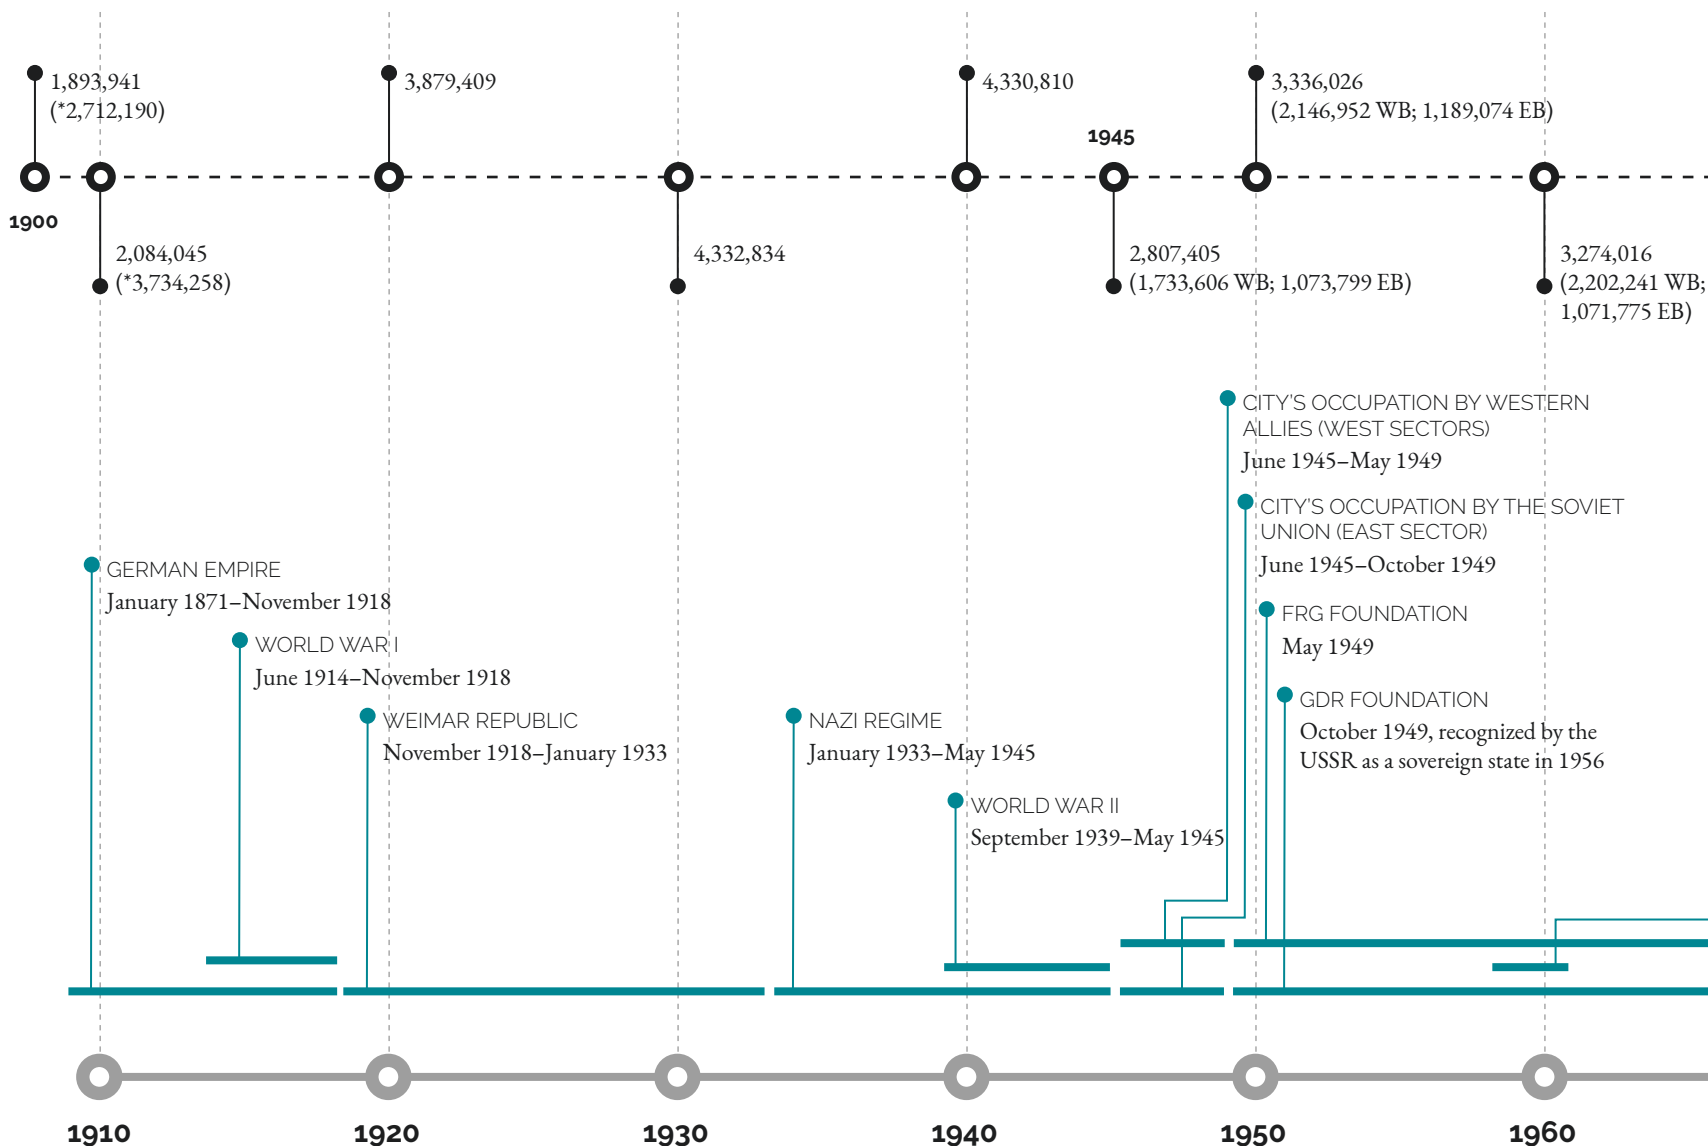 1,893,941
(*2,712,190)
3,879,409
4,330,810
3,336,026
(2,146,952 WB; 1,189,074 EB)
1945
1900
2,084,045
(*3,734,258)
4,332,834
2,807,405
(1,733,606 WB; 1,073,799 EB)
3,274,016
(2,202,241 WB;
1,071,775 EB)
CITY’S OCCUPATION BY WESTERN
ALLIES (WEST SECTORS)
June 1945–May 1949
CITY’S OCCUPATION BY THE SOVIET
UNION (EAST SECTOR)
June 1945–October 1949
GERMAN EMPIRE
January 1871–November 1918
FRG FOUNDATION
May 1949
WORLD WAR I
June 1914–November 1918
GDR FOUNDATION
October 1949, recognized by the
USSR as a sovereign state in 1956
WEIMAR REPUBLIC
November 1918–January 1933
NAZI REGIME
January 1933–May 1945
WORLD WAR II
September 1939–May 1945
1910
1920
1930
1940
1950
1960